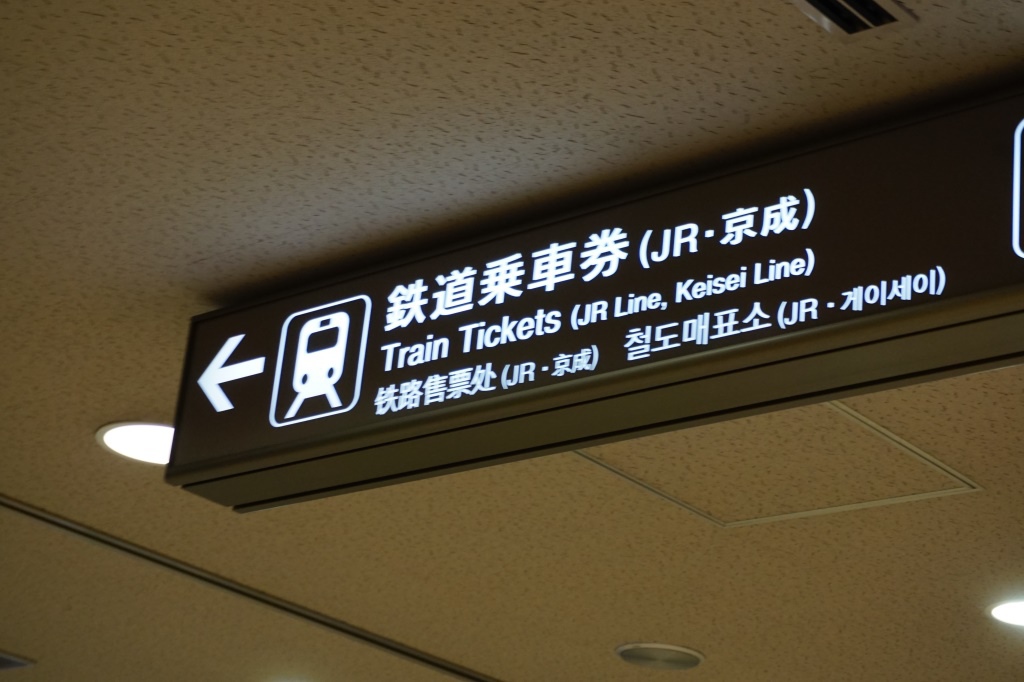 鉄道乗車券 (JR・京成)
Train Tickets (JR Line, Keisei Line)
铁路售票处 (JR・京成) 철도매표소 (JR・게이세이)